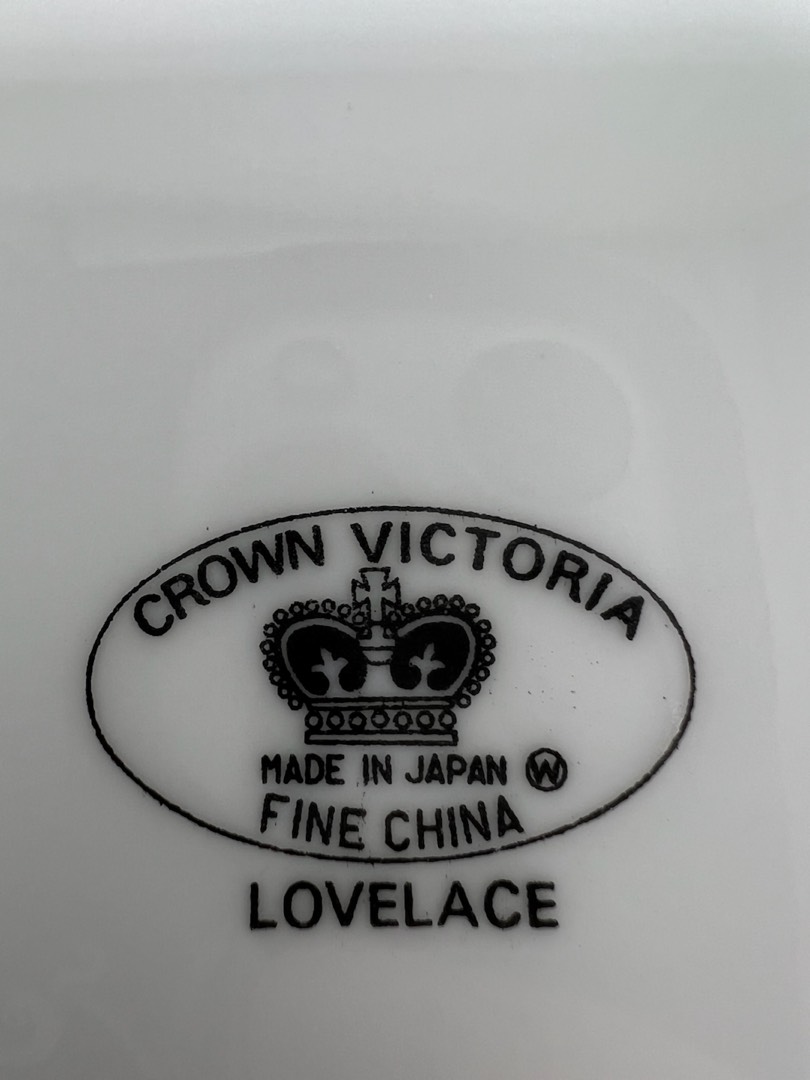 CROWN VICTORIA
MADE IN JAPAN Ⓦ
FINE CHINA
LOVELACE